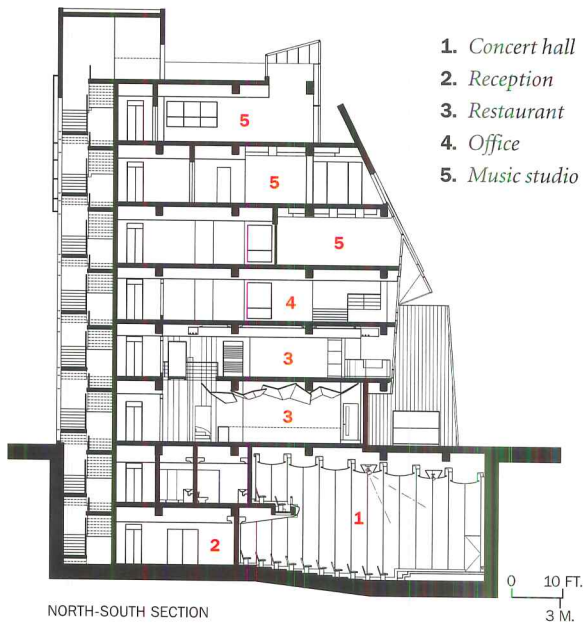 1. Concert hall
2. Reception
3. Restaurant
4. Office
5. Music studio
5
5
5
4
3
3
1
2
0 10 FT.
3 M.
NORTH-SOUTH SECTION